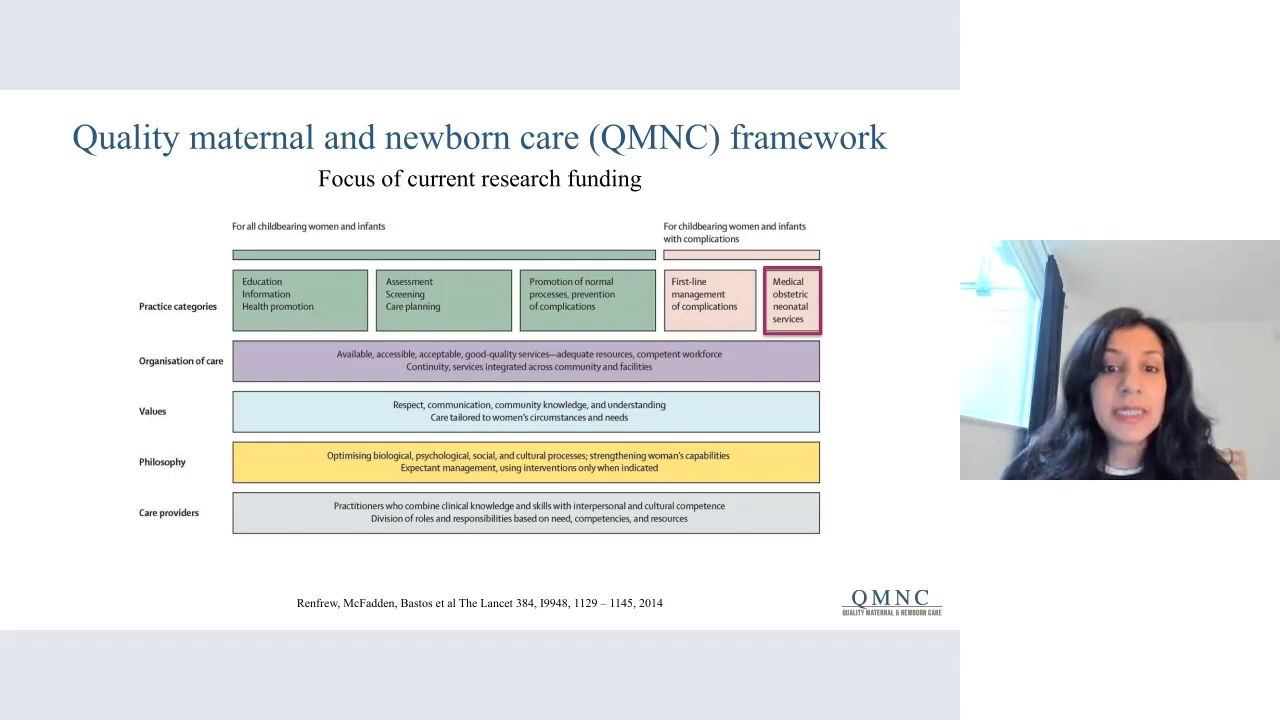 Quality maternal and newborn care (QMNC) framework
Focus of current research funding
For all childbearing women and infants
For childbearing women and infants
with complications
Practice categories
Education
Information
Health promotion
Assessment
Screening
Care planning
Promotion of normal
processes, prevention
of complications
First-line
management
of complications
Medical
obstetric
neonatal
services
Organisation of care
Available, accessible, acceptable, good-quality services—adequate resources, competent workforce
Continuity, services integrated across community and facilities
Values
Respect, communication, community knowledge, and understanding
Care tailored to women's circumstances and needs
Philosophy
Optimising biological, psychological, social, and cultural processes; strengthening woman's capabilities
Expectant management, using interventions only when indicated
Care providers
Practitioners who combine clinical knowledge and skills with interpersonal and cultural competence
Division of roles and responsibilities based on need, competencies, and resources
Renfrew, McFadden, Bastos et al The Lancet 384, I9948, 1129 – 1145, 2014
QMNC
QUALITY MATERNAL & NEWBORN CARE